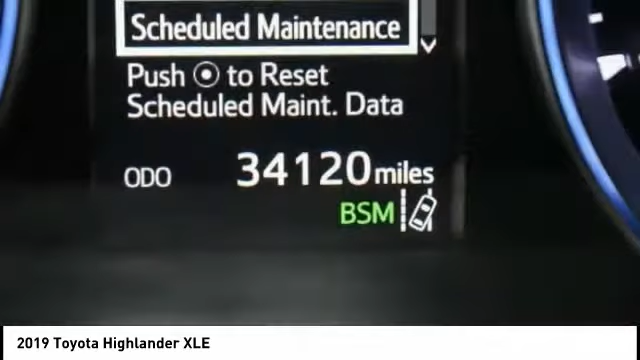 Scheduled Maintenance
Push ⦿ to Reset
Scheduled Maint. Data
ODO 34120 miles
BSM
2019 Toyota Highlander XLE